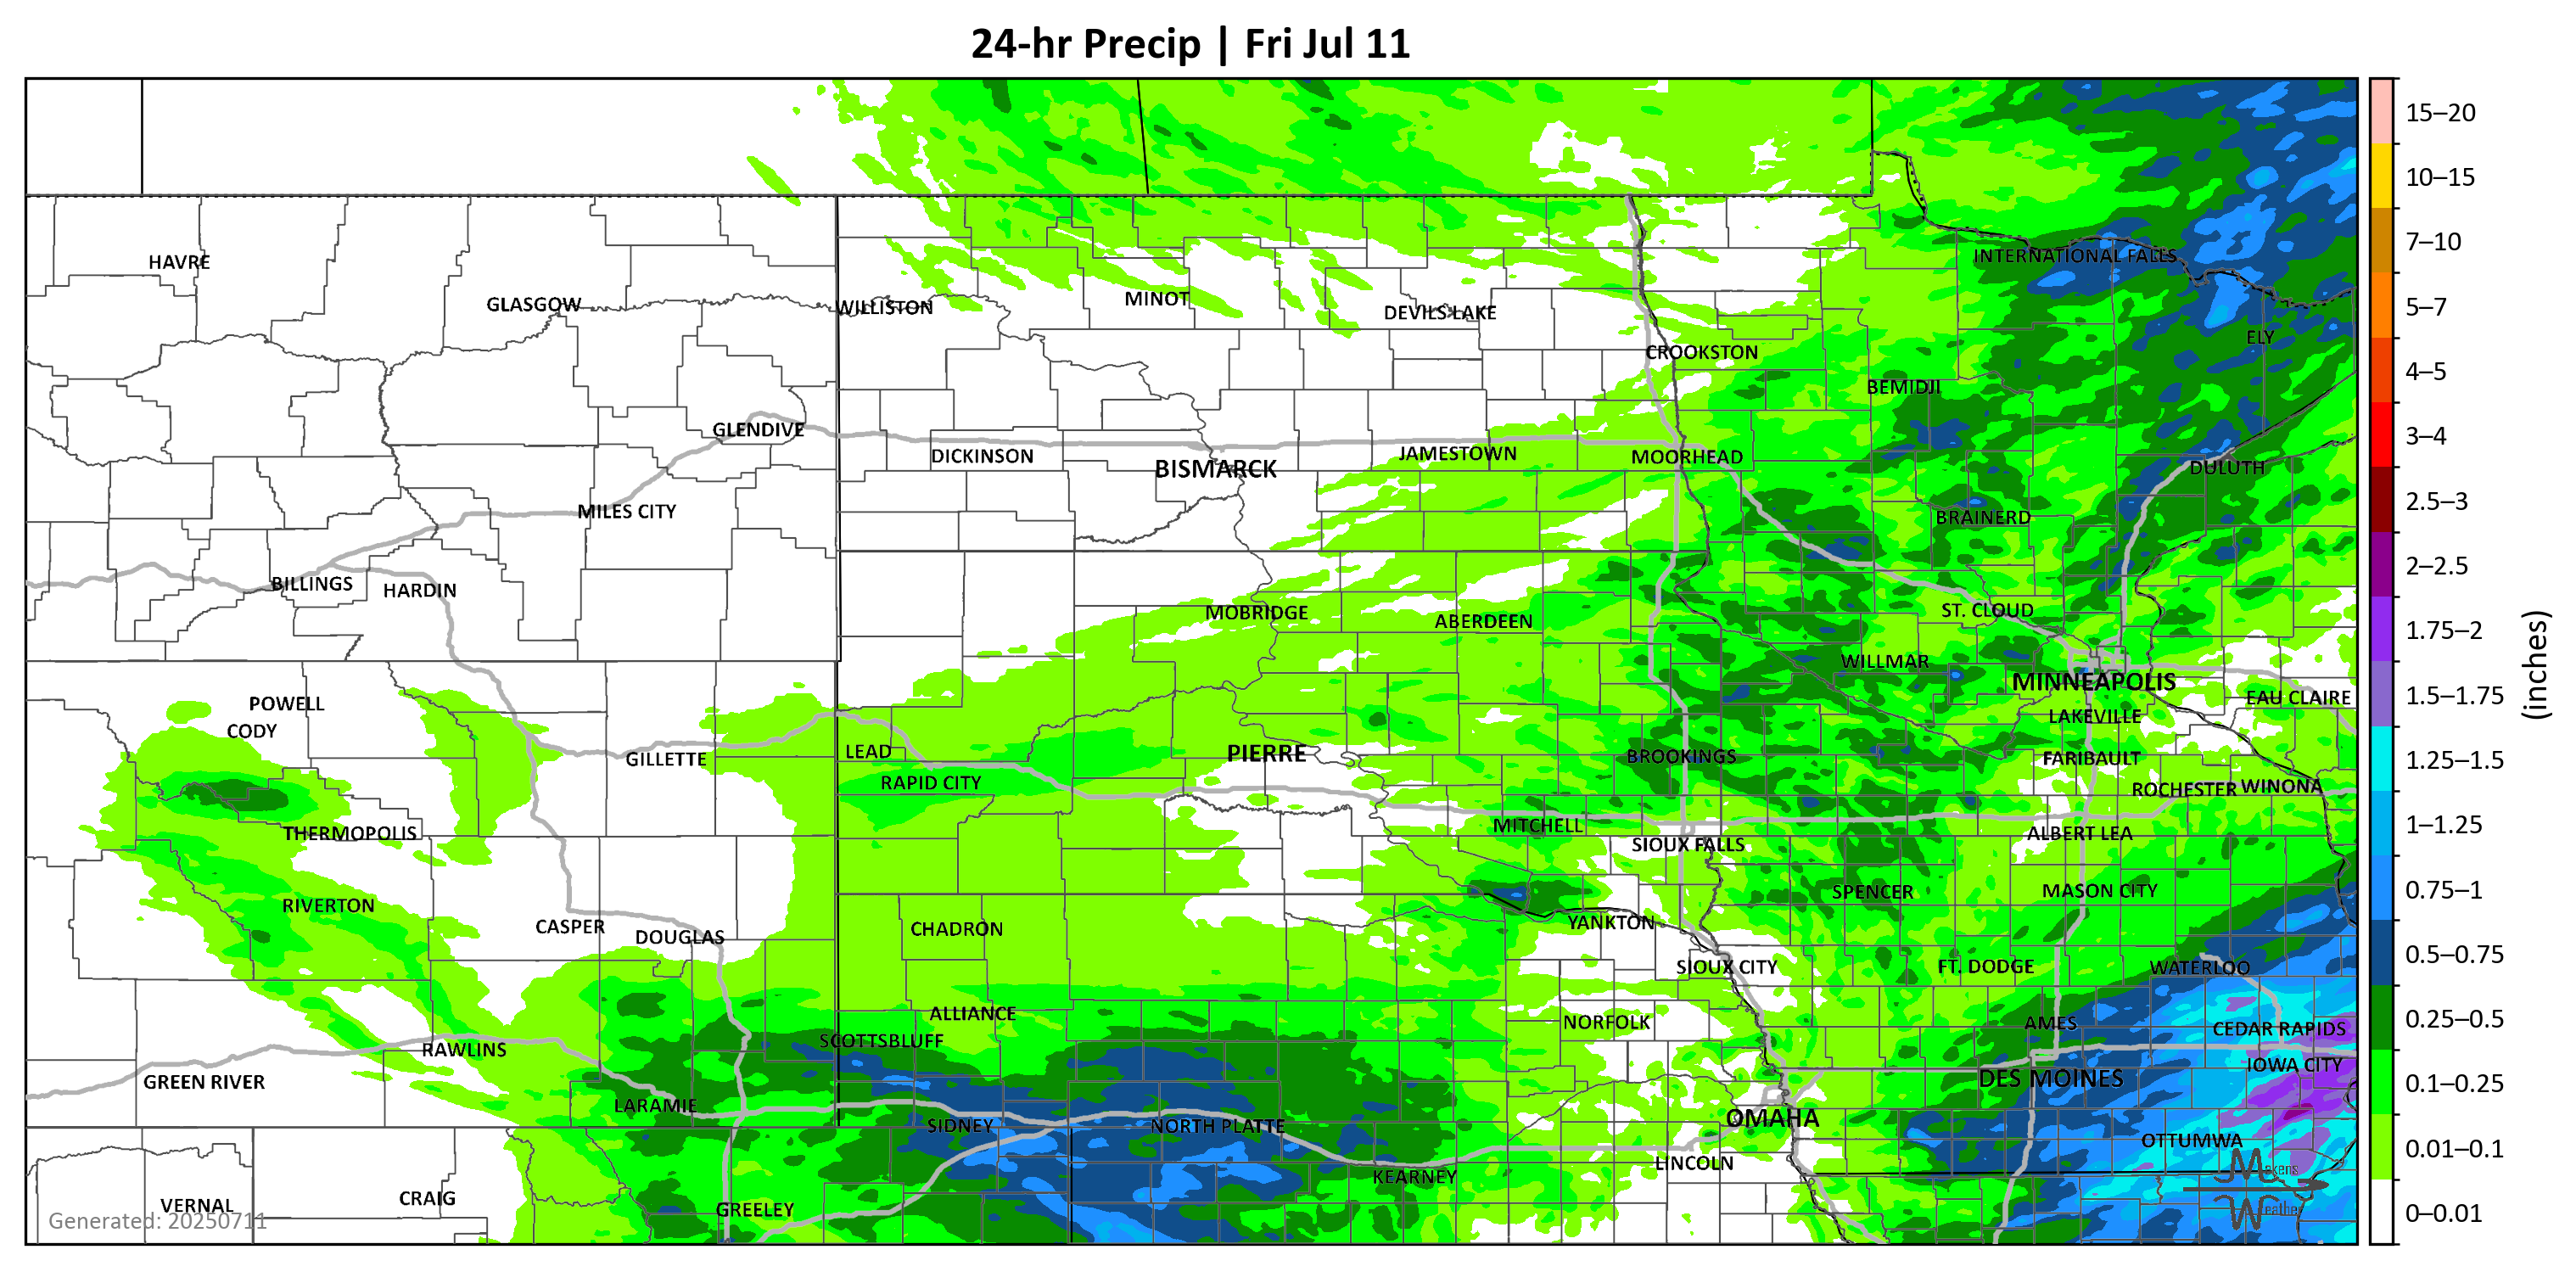 24-hr Precip | Fri Jul 11
15–20
10–15
7–10
5–7
4–5
3–4
2.5–3
2–2.5
1.75–2
1.5–1.75
1.25–1.5
1–1.25
0.75–1
0.5–0.75
0.25–0.5
0.1–0.25
0.01–0.1
0–0.01
(inches)
INTERNATIONAL FALLS
HAVRE
GLASGOW
WILLISTON
MINOT
DEVILS LAKE
ELY
CROOKSTON
BEMIDJI
GLENDIVE
DICKINSON
BISMARCK
JAMESTOWN
MOORHEAD
DULUTH
MILES CITY
BRAINERD
BILLINGS
HARDIN
MOBRIDGE
ABERDEEN
ST. CLOUD
WILLMAR
MINNEAPOLIS
EAU CLAIRE
POWELL
CODY
LAKEVILLE
GILLETTE
LEAD
PIERRE
BROOKINGS
FARIBAULT
RAPID CITY
ROCHESTER
WINONA
THERMOPOLIS
MITCHELL
ALBERT LEA
SIOUX FALLS
RIVERTON
SPENCER
MASON CITY
CASPER
DOUGLAS
CHADRON
YANKTON
SIOUX CITY
FT. DODGE
WATERLOO
ALLIANCE
NORFOLK
AMES
CEDAR RAPIDS
SCOTTSBLUFF
RAWLINS
IOWA CITY
GREEN RIVER
DES MOINES
LARAMIE
SIDNEY
NORTH PLATTE
OMAHA
OTTUMWA
LINCOLN
KEARNEY
VERNAL
CRAIG
GREELEY
Makens
Weather
Generated: 20250711